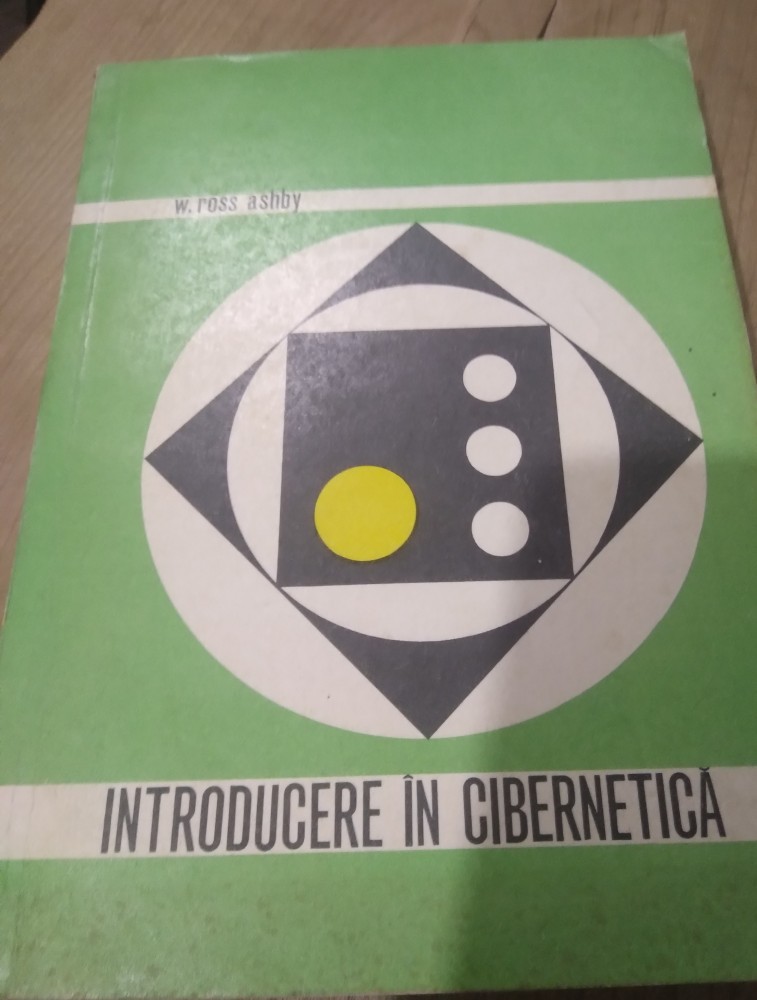 w. ross ashby
INTRODUCERE ÎN CIBERNETICĂ